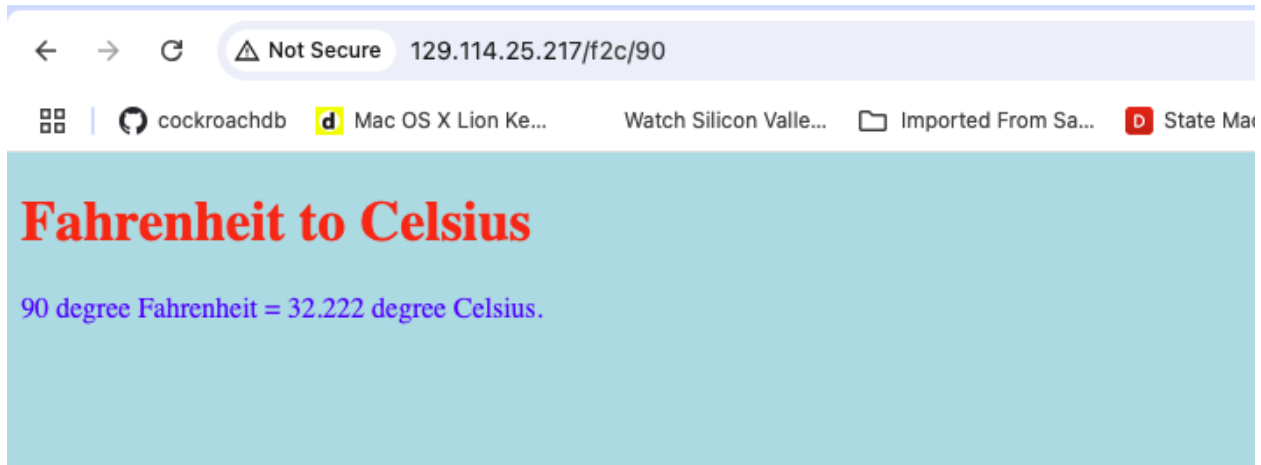 Not Secure 129.114.25.217/f2c/90
cockroachdb d Mac OS X Lion Ke... Watch Silicon Valle... Imported From Sa... D State Mac
Fahrenheit to Celsius
90 degree Fahrenheit = 32.222 degree Celsius.